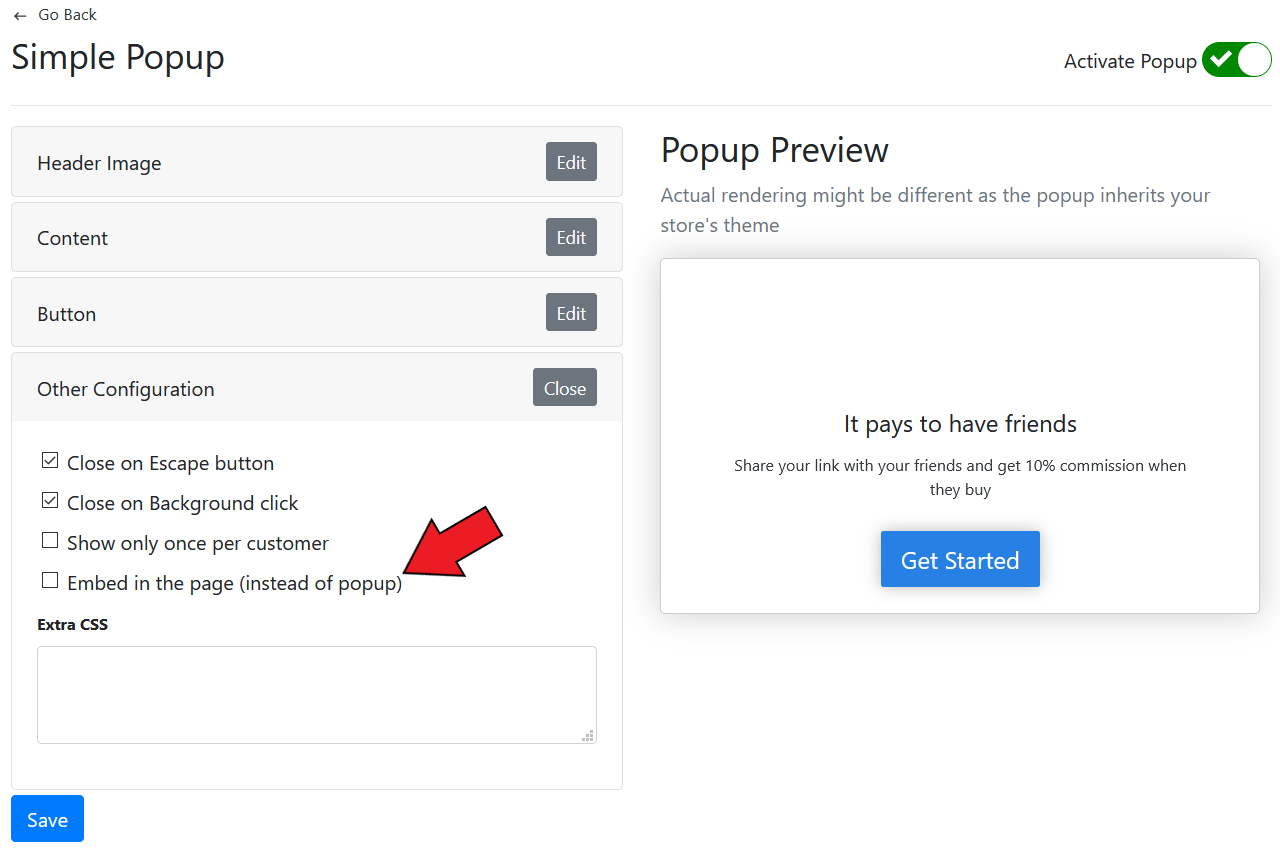 ← Go Back
Simple Popup
Activate Popup
Header Image
Edit
Content
Edit
Button
Edit
Other Configuration
Close
Close on Escape button
Close on Background click
Show only once per customer
Embed in the page (instead of popup)
Extra CSS
Save
Popup Preview
Actual rendering might be different as the popup inherits your
store's theme
It pays to have friends
Share your link with your friends and get 10% commission when
they buy
Get Started